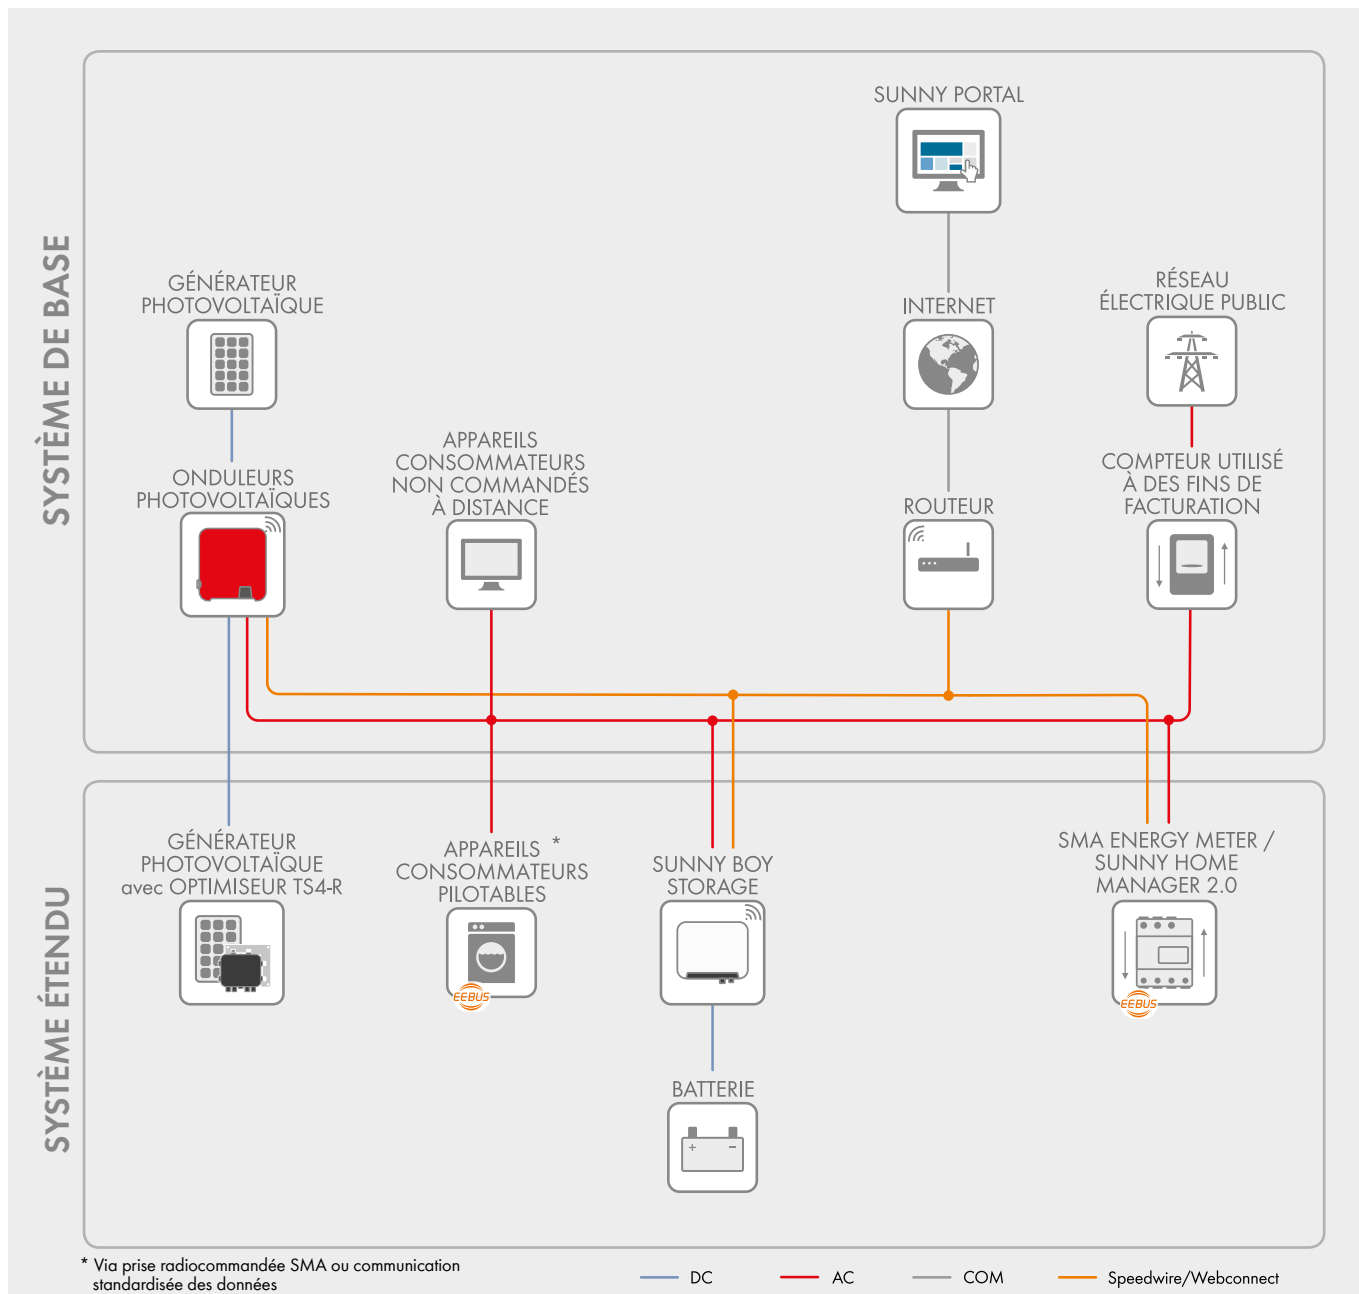 SYSTÈME DE BASE
SUNNY PORTAL
GÉNÉRATEUR
PHOTOVOLTAÏQUE
INTERNET
RÉSEAU
ÉLECTRIQUE PUBLIC
ONDULEURS
PHOTOVOLTAÏQUES
APPAREILS
CONSOMMATEURS
NON COMMANDÉS
À DISTANCE
ROUTEUR
COMPTEUR UTILISÉ
À DES FINS DE
FACTURATION
SYSTÈME ÉTENDU
GÉNÉRATEUR
PHOTOVOLTAÏQUE
avec OPTIMISEUR TS4-R
APPAREILS *
CONSOMMATEURS
PILOTABLES
EEBUS
SUNNY BOY
STORAGE
SMA ENERGY METER /
SUNNY HOME
MANAGER 2.0
EEBUS
BATTERIE
+ −
* Via prise radiocommandée SMA ou communication
standardisée des données
DC
AC
COM
Speedwire/Webconnect